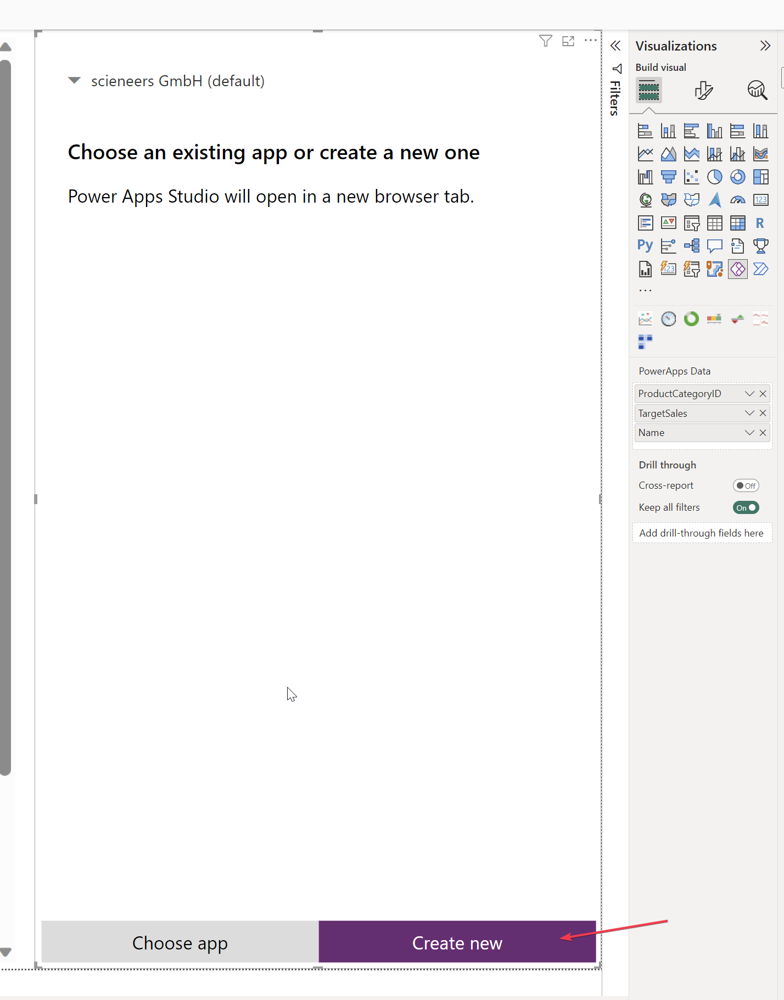 scieneers GmbH (default)
Choose an existing app or create a new one
Power Apps Studio will open in a new browser tab.
Choose app
Create new
Filters
Visualizations
Build visual
123
R
Py
123
PowerApps Data
ProductCategoryID
TargetSales
Name
Drill through
Cross-report
Off
Keep all filters
On
Add drill-through fields here